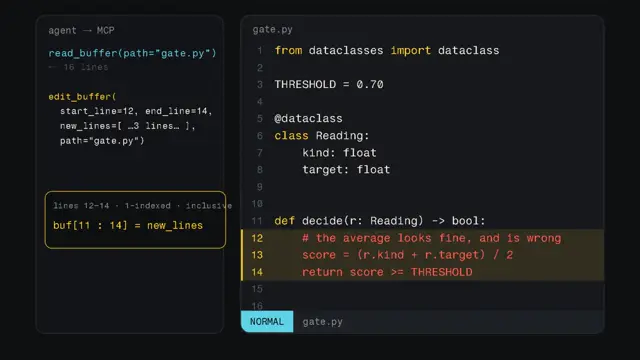 agent → MCP
read_buffer(path="gate.py")
← 16 lines
edit_buffer(
start_line=12, end_line=14,
new_lines=[ …3 lines… ],
path="gate.py")
lines 12–14 · 1-indexed · inclusive
buf[11 : 14] = new_lines
gate.py
1 from dataclasses import dataclass
2
3 THRESHOLD = 0.70
4
5 @dataclass
6 class Reading:
7 kind: float
8 target: float
9
10
11 def decide(r: Reading) -> bool:
12 # the average looks fine, and is wrong
13 score = (r.kind + r.target) / 2
14 return score >= THRESHOLD
15
16
NORMAL gate.py